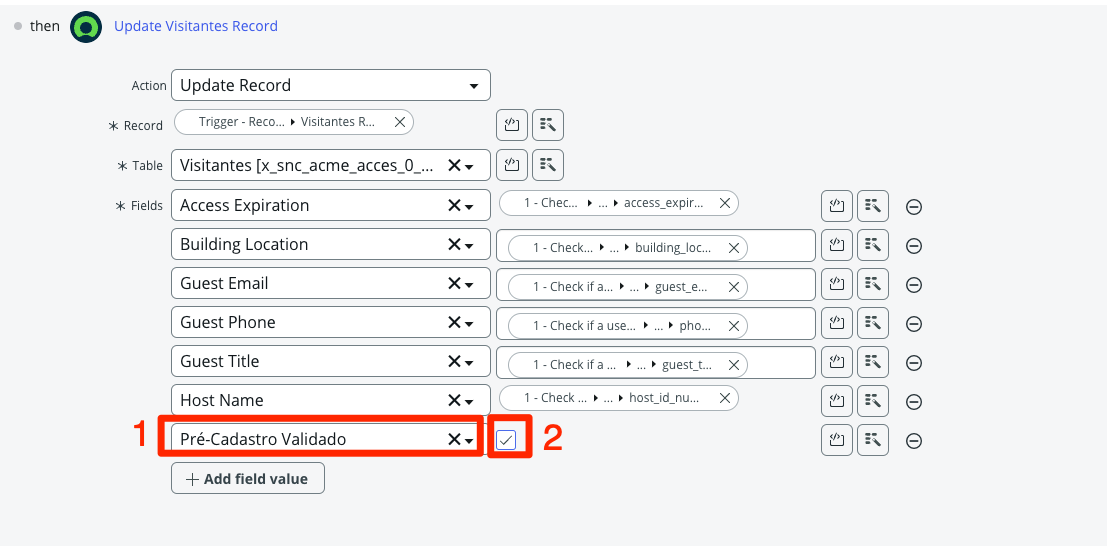 then Update Visitantes Record
Action Update Record
* Record Trigger - Reco... Visitantes R...
* Table Visitantes [x_snc_acme_acces_0_...
* Fields Access Expiration 1 - Chec... ... access_expir...
Building Location 1 - Check... ... building_loc...
Guest Email 1 - Check if a... ... guest_e...
Guest Phone 1 - Check if a use... ... pho...
Guest Title 1 - Check if a ... ... guest_t...
Host Name 1 - Check ... ... host_id_nu...
1 Pré-Cadastro Validado 2
+ Add field value